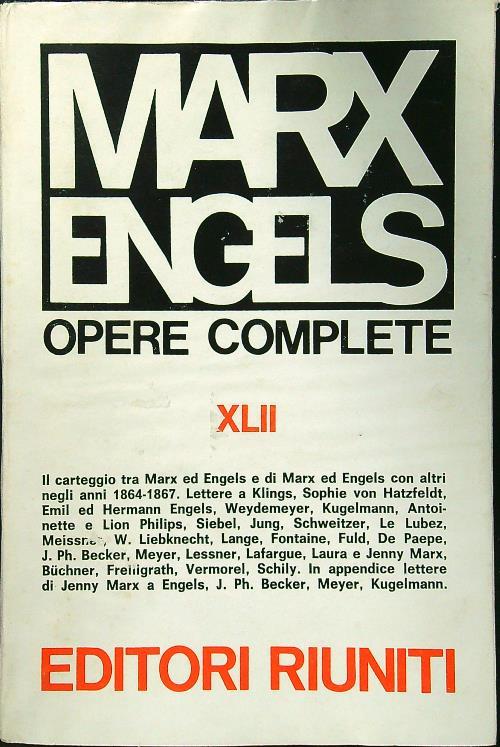 MARX
ENGELS
OPERE COMPLETE
XLII
Il carteggio tra Marx ed Engels e di Marx ed Engels con altri
negli anni 1864-1867. Lettere a Klings, Sophie von Hatzfeldt,
Emil ed Hermann Engels, Weydemeyer, Kugelmann, Antoi-
nette e Lion Philips, Siebel, Jung, Schweitzer, Le Lubez,
Meissner, W. Liebknecht, Lange, Fontaine, Fuld, De Paepe,
J. Ph. Becker, Meyer, Lessner, Lafargue, Laura e Jenny Marx,
Büchner, Freiligrath, Vermorel, Schily. In appendice lettere
di Jenny Marx a Engels, J. Ph. Becker, Meyer, Kugelmann.
EDITORI RIUNITI